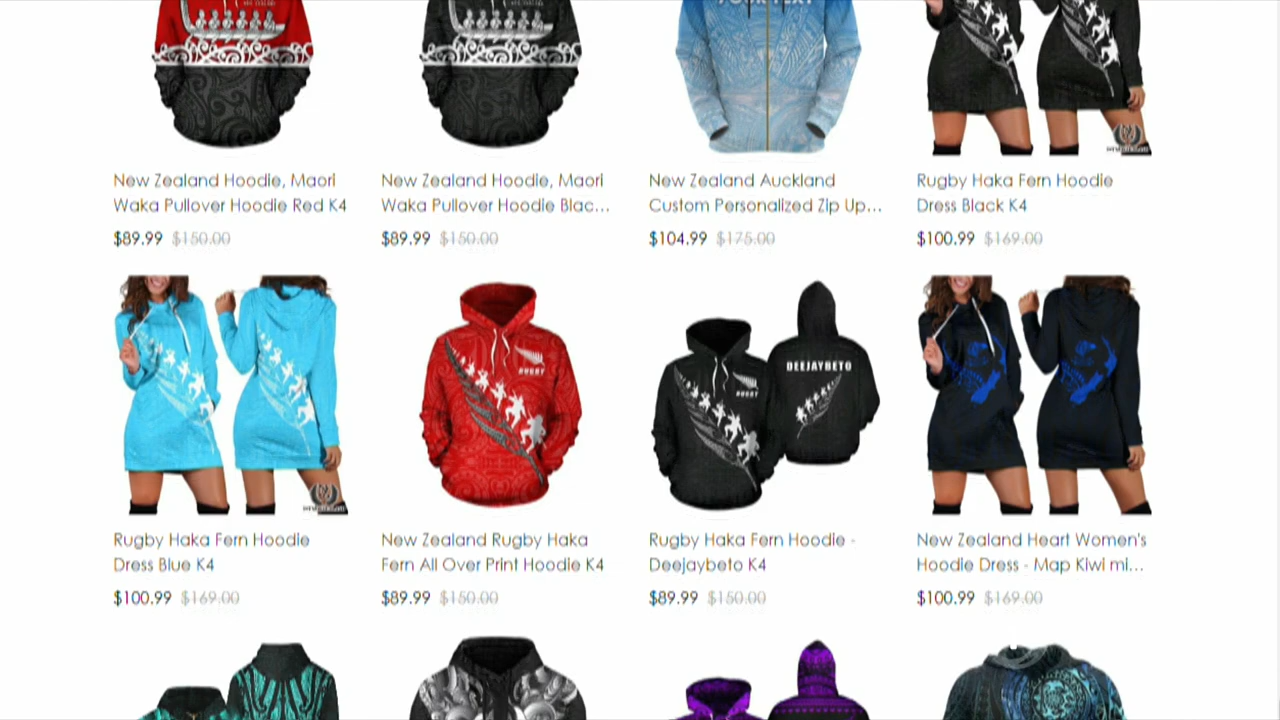 YOUR TEXT
New Zealand Hoodie, Maori
Waka Pullover Hoodie Red K4
$89.99 $150.00
New Zealand Hoodie, Maori
Waka Pullover Hoodie Blac...
$89.99 $150.00
New Zealand Auckland
Custom Personalized Zip Up...
$104.99 $175.00
Rugby Haka Fern Hoodie
Dress Black K4
$100.99 $169.00
RUGBY
RUGBY
DEEJAYBETO
Rugby Haka Fern Hoodie
Dress Blue K4
$100.99 $169.00
New Zealand Rugby Haka
Fern All Over Print Hoodie K4
$89.99 $150.00
Rugby Haka Fern Hoodie -
Deejaybeto K4
$89.99 $150.00
New Zealand Heart Women's
Hoodie Dress - Map Kiwi mi...
$100.99 $169.00